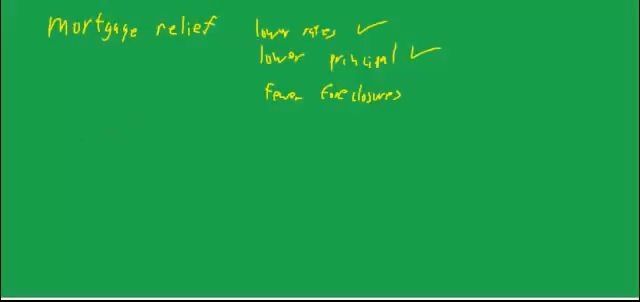 Mortgage relief lower rates ✓
lower principal ✓
fewer foreclosures